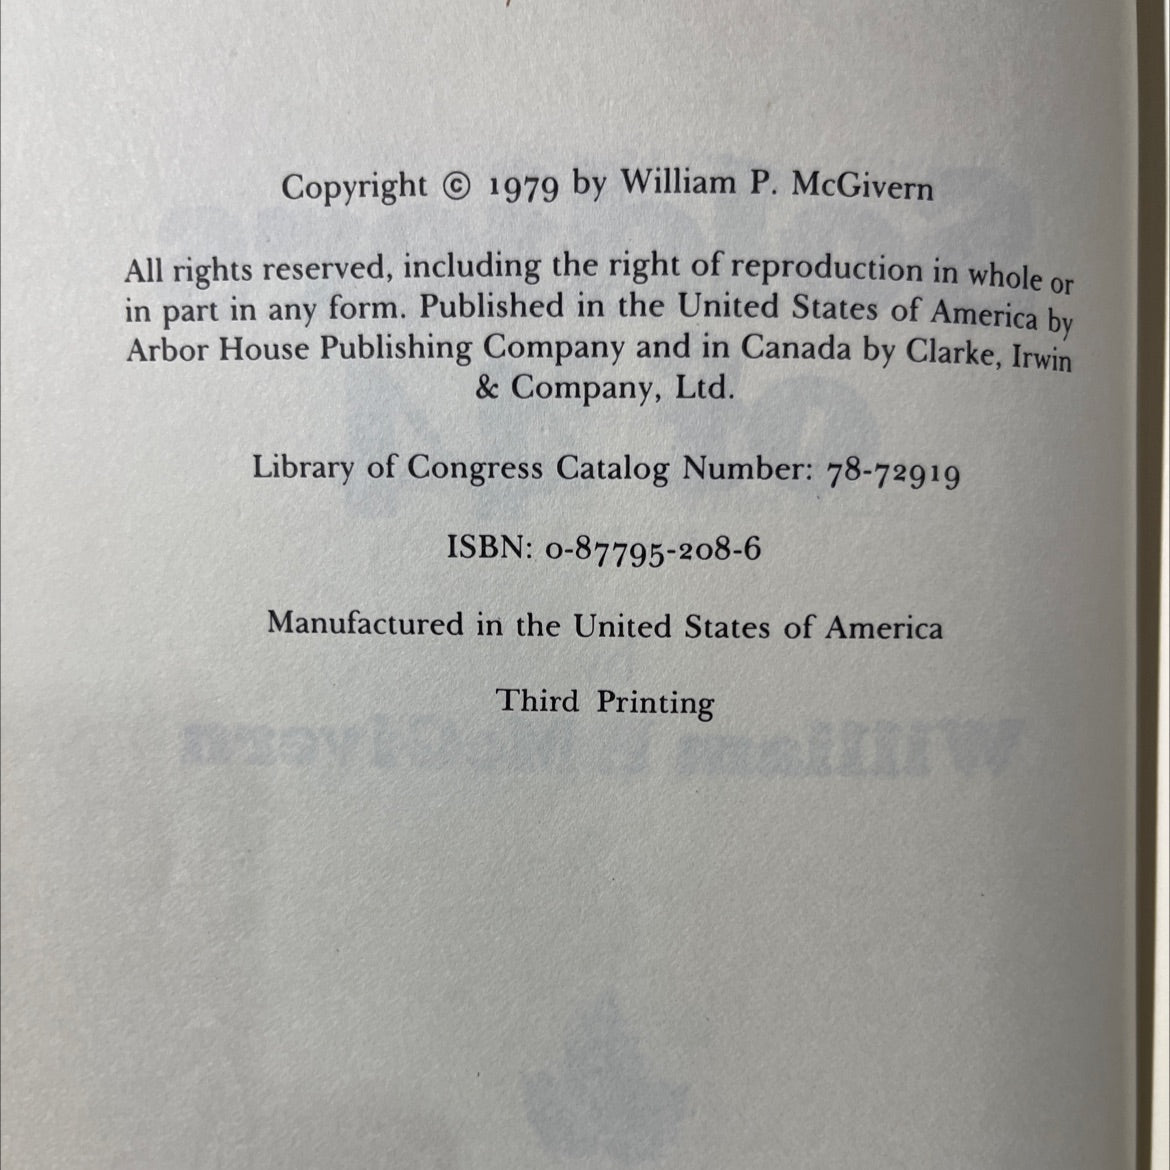 Copyright © 1979 by William P. McGivern
All rights reserved, including the right of reproduction in whole or
in part in any form. Published in the United States of America by
Arbor House Publishing Company and in Canada by Clarke, Irwin
& Company, Ltd.
Library of Congress Catalog Number: 78-72919
ISBN: 0-87795-208-6
Manufactured in the United States of America
Third Printing
William P. McGivern